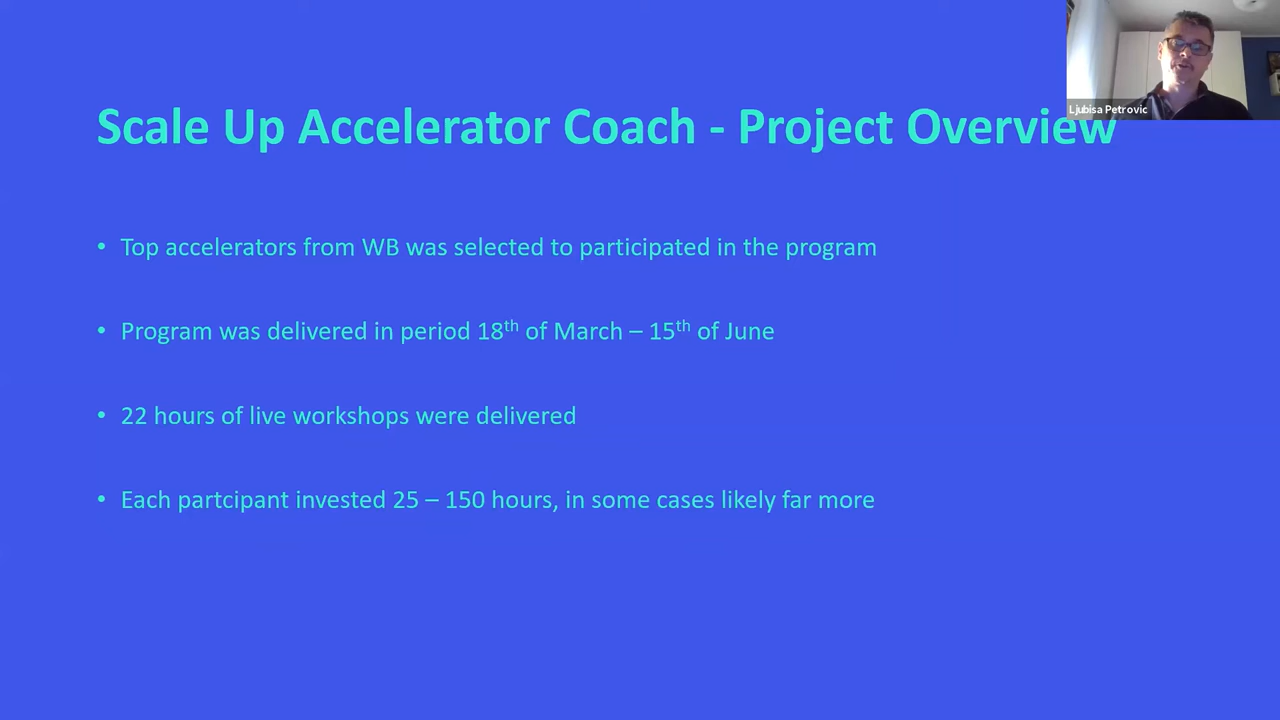 Scale Up Accelerator Coach - Project Overview
Ljubisa Petrovic
• Top accelerators from WB was selected to participated in the program
• Program was delivered in period 18th of March – 15th of June
• 22 hours of live workshops were delivered
• Each partcipant invested 25 – 150 hours, in some cases likely far more